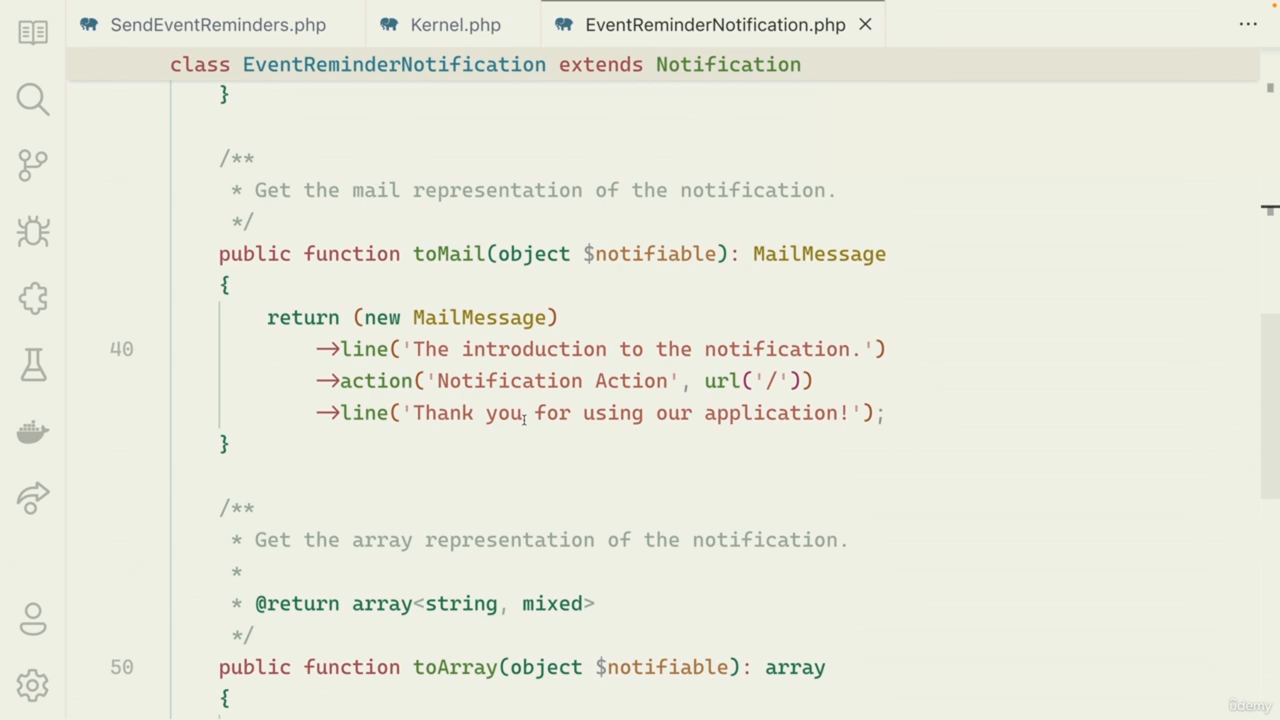 SendEventReminders.php
Kernel.php
EventReminderNotification.php
class EventReminderNotification extends Notification
}
/**
* Get the mail representation of the notification.
*/
public function toMail(object $notifiable): MailMessage
{
return (new MailMessage)
40 ->line('The introduction to the notification.')
->action('Notification Action', url('/'))
->line('Thank you for using our application!');
}
/**
* Get the array representation of the notification.
*
* @return array<string, mixed>
*/
50 public function toArray(object $notifiable): array
{
ûdemy